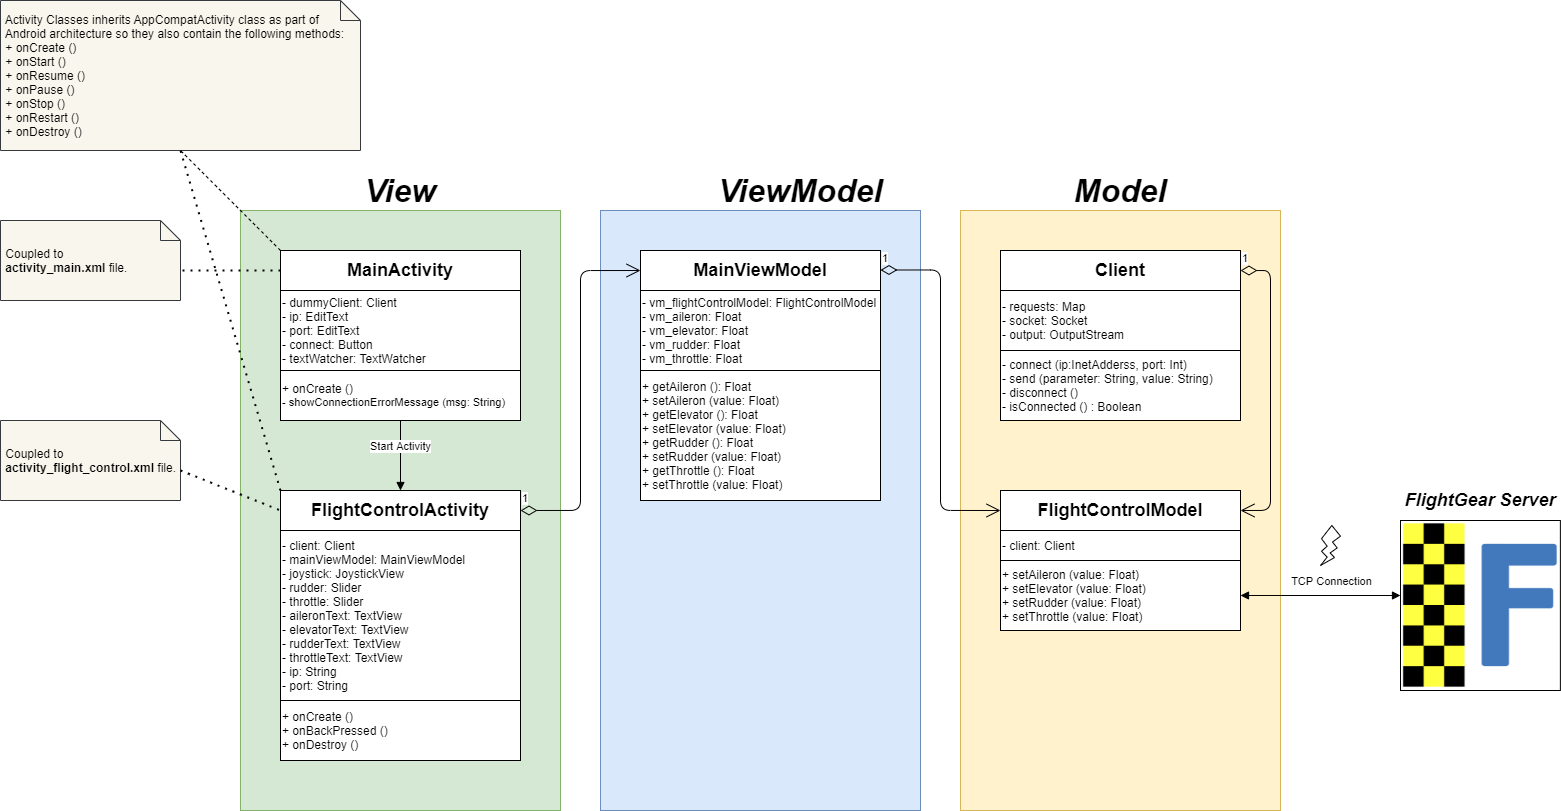 Activity Classes inherits AppCompatActivity class as part of
Android architecture so they also contain the following methods:
+ onCreate ()
+ onStart ()
+ onResume ()
+ onPause ()
+ onStop ()
+ onRestart ()
+ onDestroy ()
Coupled to
activity_main.xml file.
Coupled to
activity_flight_control.xml file.
View
MainActivity
- dummyClient: Client
- ip: EditText
- port: EditText
- connect: Button
- textWatcher: TextWatcher
+ onCreate ()
- showConnectionErrorMessage (msg: String)
Start Activity
FlightControlActivity
1
- client: Client
- mainViewModel: MainViewModel
- joystick: JoystickView
- rudder: Slider
- throttle: Slider
- aileronText: TextView
- elevatorText: TextView
- rudderText: TextView
- throttleText: TextView
- ip: String
- port: String
+ onCreate ()
+ onBackPressed ()
+ onDestroy ()
ViewModel
MainViewModel
1
- vm_flightControlModel: FlightControlModel
- vm_aileron: Float
- vm_elevator: Float
- vm_rudder: Float
- vm_throttle: Float
+ getAileron (): Float
+ setAileron (value: Float)
+ getElevator (): Float
+ setElevator (value: Float)
+ getRudder (): Float
+ setRudder (value: Float)
+ getThrottle (): Float
+ setThrottle (value: Float)
Model
Client
1
- requests: Map
- socket: Socket
- output: OutputStream
- connect (ip:InetAdderss, port: Int)
- send (parameter: String, value: String)
- disconnect ()
- isConnected () : Boolean
FlightControlModel
- client: Client
+ setAileron (value: Float)
+ setElevator (value: Float)
+ setRudder (value: Float)
+ setThrottle (value: Float)
TCP Connection
FlightGear Server
F